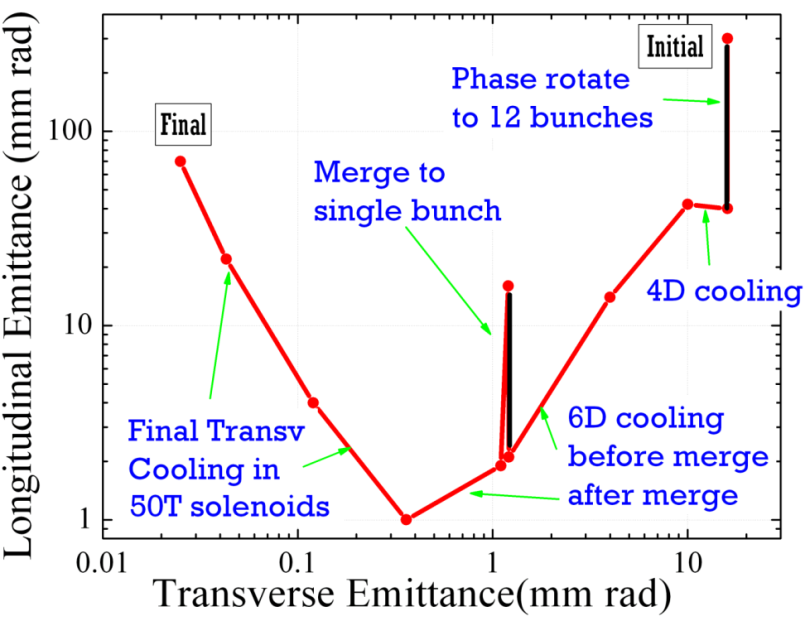 Initial
Phase rotate
to 12 bunches
Final
Merge to
single bunch
4D cooling
6D cooling
before merge
after merge
Final Transv
Cooling in
50T solenoids
Longitudinal Emittance (mm rad)
100
10
1
0.01
0.1
1
10
Transverse Emittance(mm rad)